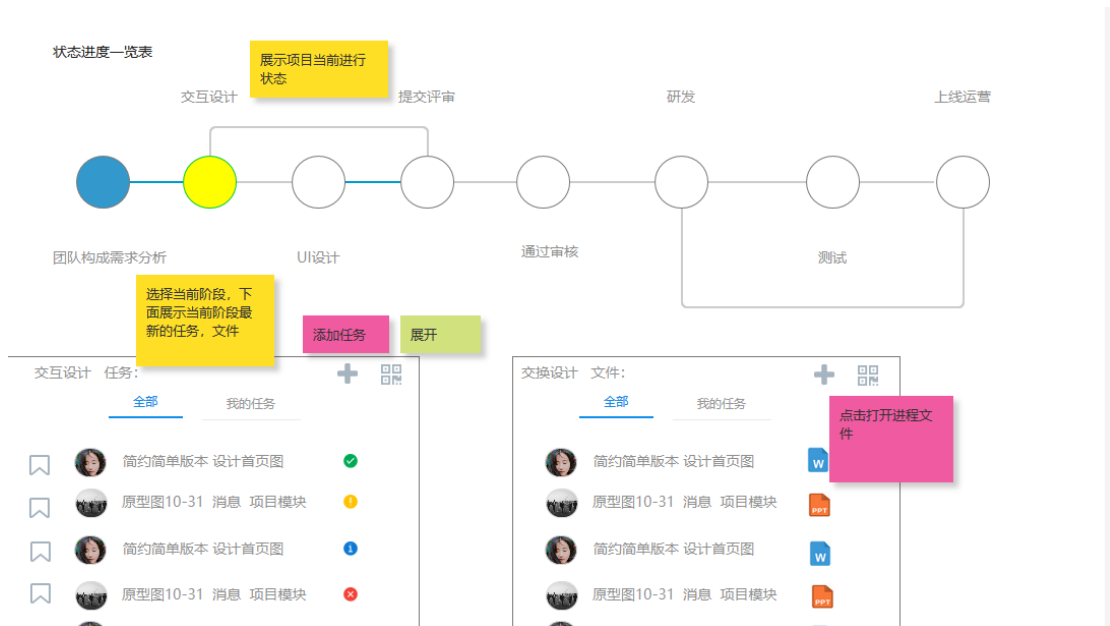 状态进度一览表
展示项目当前进行
状态
交互设计
提交评审
研发
上线运营
团队构成需求分析
UI设计
通过审核
测试
选择当前阶段，下
面展示当前阶段最
新的任务，文件
添加任务
展开
交互设计 任务：
全部
我的任务
简约简单版本 设计首页图
原型图10-31 消息 项目模块
简约简单版本 设计首页图
原型图10-31 消息 项目模块
交换设计 文件：
全部
我的任务
点击打开进程文
件
简约简单版本 设计首页图
W
原型图10-31 消息 项目模块
PPT
简约简单版本 设计首页图
W
原型图10-31 消息 项目模块
PPT